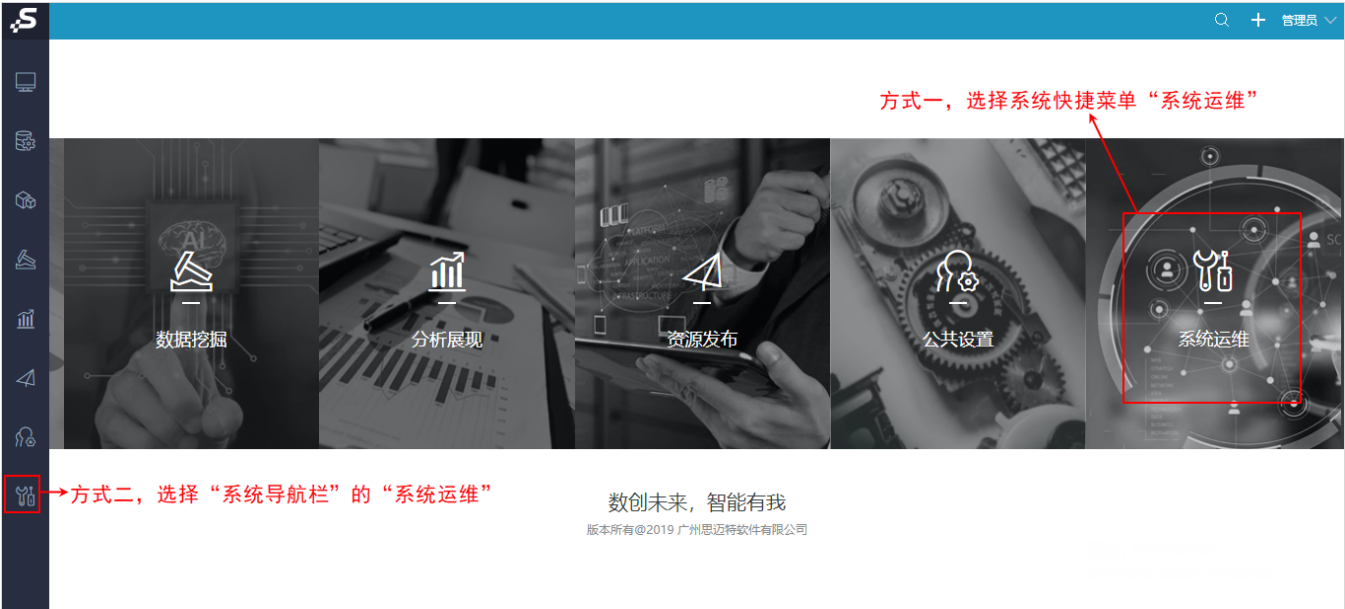 管理员
方式一，选择系统快捷菜单“系统运维”
AI
PLATFORM
APPLICATION
INFRASTRUCTURE
数据挖掘
分析展现
资源发布
公共设置
系统运维
方式二，选择“系统导航栏”的“系统运维”
数创未来，智能有我
版本所有@2019 广州思迈特软件有限公司